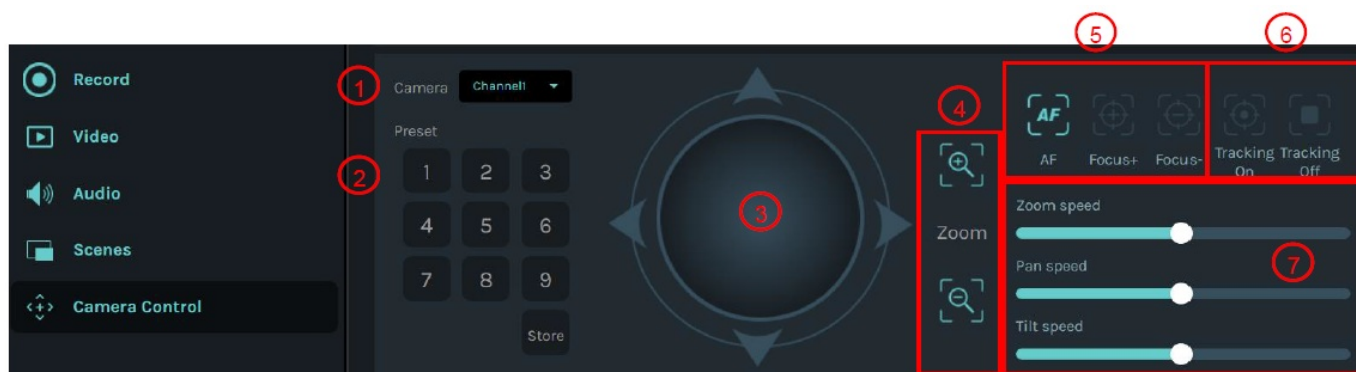 5
6
Record
Video
Audio
Scenes
Camera Control
1
Camera Channel1
Preset
2
1 2 3
4 5 6
7 8 9
Store
3
4
Zoom
AF
AF Focus+ Focus-
Tracking On
Tracking Off
Zoom speed
7
Pan speed
Tilt speed